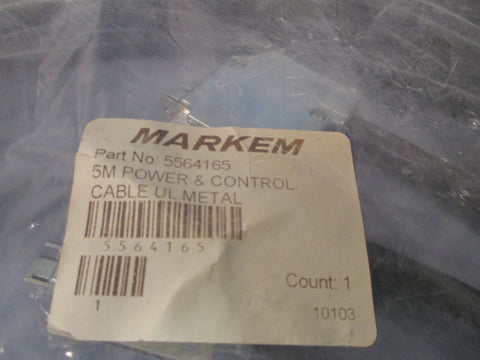 MARKEM
Part No: 5564165
5M POWER & CONTROL
CABLE UL METAL
5564165
Count: 1
1
10103